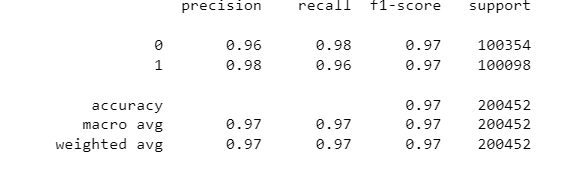 precision recall f1-score support
0 0.96 0.98 0.97 100354
1 0.98 0.96 0.97 100098
accuracy 0.97 200452
macro avg 0.97 0.97 0.97 200452
weighted avg 0.97 0.97 0.97 200452